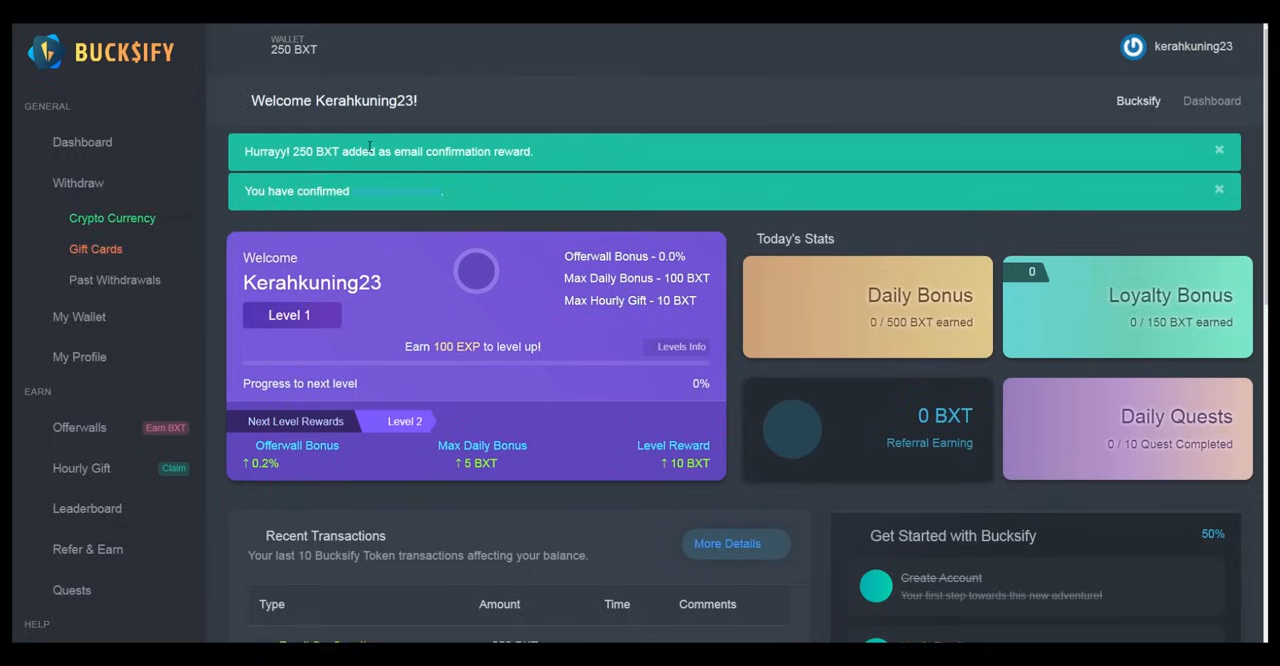 BUCK$IFY
WALLET
250 BXT
kerahkuning23
GENERAL
Welcome Kerahkuning23!
Bucksify
Dashboard
Dashboard
Withdraw
Crypto Currency
Gift Cards
Past Withdrawals
My Wallet
My Profile
EARN
Offerwalls
Earn BXT
Hourly Gift
Claim
Leaderboard
Refer & Earn
Quests
HELP
Hurrayy! 250 BXT added as email confirmation reward.
×
You have confirmed .
×
Welcome
Kerahkuning23
Level 1
Offerwall Bonus - 0.0%
Max Daily Bonus - 100 BXT
Max Hourly Gift - 10 BXT
Earn 100 EXP to level up!
Levels Info
Progress to next level
0%
Next Level Rewards
Level 2
Offerwall Bonus
Max Daily Bonus
Level Reward
↑ 0.2%
↑ 5 BXT
↑ 10 BXT
Today's Stats
Daily Bonus
0 / 500 BXT earned
0
Loyalty Bonus
0 / 150 BXT earned
0 BXT
Referral Earning
Daily Quests
0 / 10 Quest Completed
Recent Transactions
Your last 10 Bucksify Token transactions affecting your balance.
More Details
Type
Amount
Time
Comments
Get Started with Bucksify
50%
Create Account
Your first step towards this new adventure!